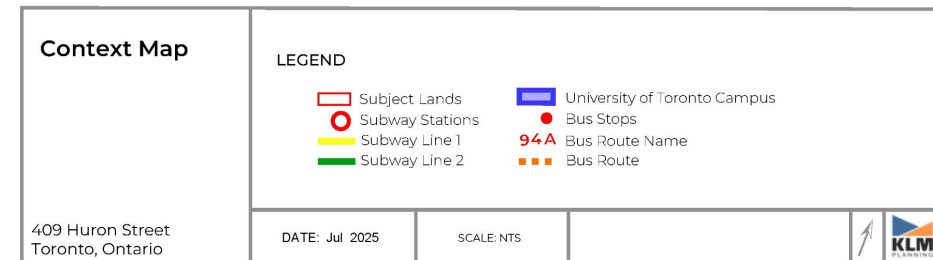 Context Map
LEGEND
Subject Lands
Subway Stations
Subway Line 1
Subway Line 2
University of Toronto Campus
Bus Stops
94A Bus Route Name
Bus Route
409 Huron Street
Toronto, Ontario
DATE: Jul 2025
SCALE: NTS
KLM
PLANNING